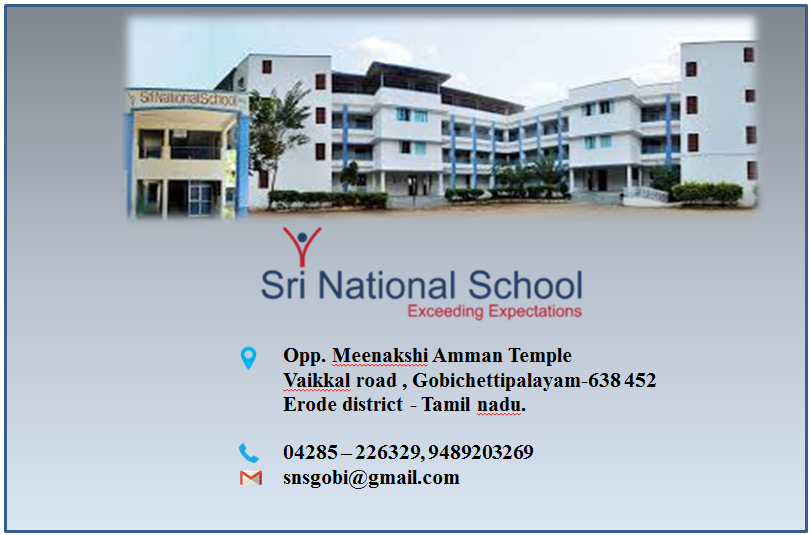 Sri National School
Sri National School
Exceeding Expectations
Opp. Meenakshi Amman Temple
Vaikkal road , Gobichettipalayam-638 452
Erode district - Tamil nadu.
04285 – 226329, 9489203269
snsgobi@gmail.com